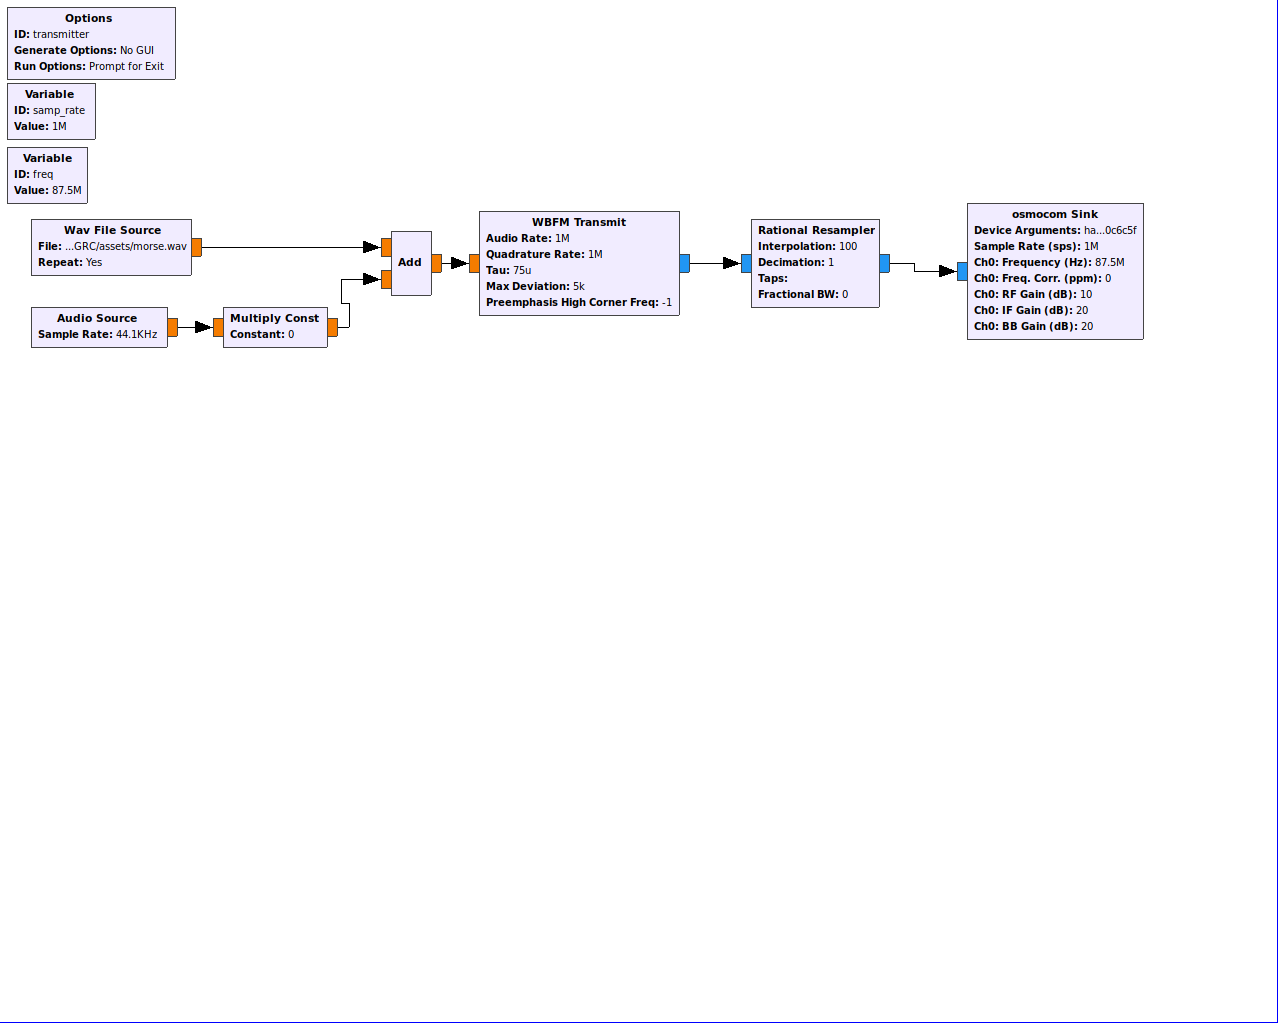 Options
ID: transmitter
Generate Options: No GUI
Run Options: Prompt for Exit
Variable
ID: samp_rate
Value: 1M
Variable
ID: freq
Value: 87.5M
Wav File Source
File: ...GRC/assets/morse.wav
Repeat: Yes
Audio Source
Sample Rate: 44.1KHz
Multiply Const
Constant: 0
Add
WBFM Transmit
Audio Rate: 1M
Quadrature Rate: 1M
Tau: 75u
Max Deviation: 5k
Preemphasis High Corner Freq: -1
Rational Resampler
Interpolation: 100
Decimation: 1
Taps:
Fractional BW: 0
osmocom Sink
Device Arguments: ha...0c6c5f
Sample Rate (sps): 1M
Ch0: Frequency (Hz): 87.5M
Ch0: Freq. Corr. (ppm): 0
Ch0: RF Gain (dB): 10
Ch0: IF Gain (dB): 20
Ch0: BB Gain (dB): 20